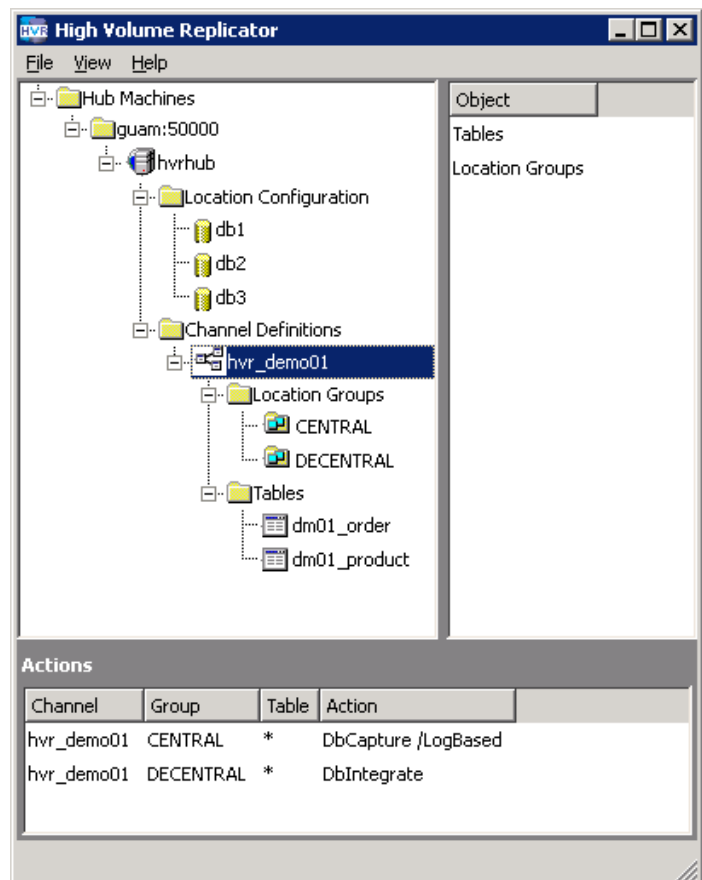 HVR High Volume Replicator
File View Help
Hub Machines
guam:50000
hvrhub
Location Configuration
db1
db2
db3
Channel Definitions
hvr_demo01
Location Groups
CENTRAL
DECENTRAL
Tables
dm01_order
dm01_product
Object
Tables
Location Groups
Actions
Channel Group Table Action
hvr_demo01 CENTRAL * DbCapture /LogBased
hvr_demo01 DECENTRAL * DbIntegrate